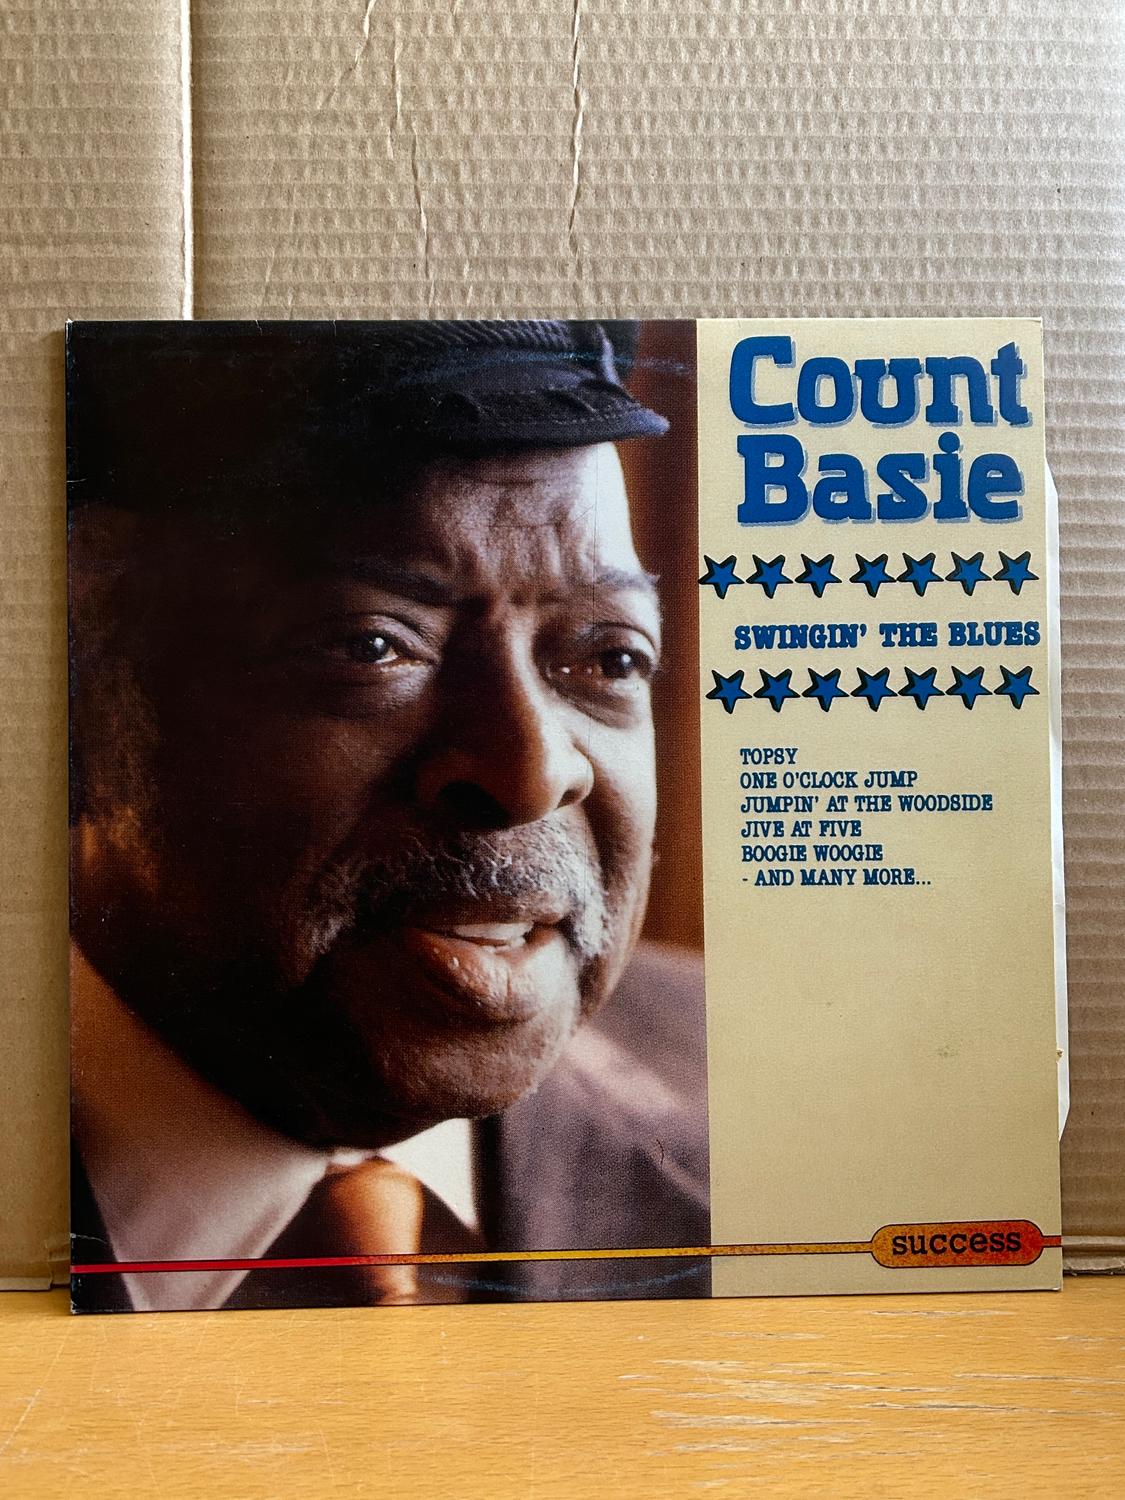 Count
Basie
SWINGIN' THE BLUES
TOPSY
ONE O'CLOCK JUMP
JUMPIN' AT THE WOODSIDE
JIVE AT FIVE
BOOGIE WOOGIE
- AND MANY MORE...
success